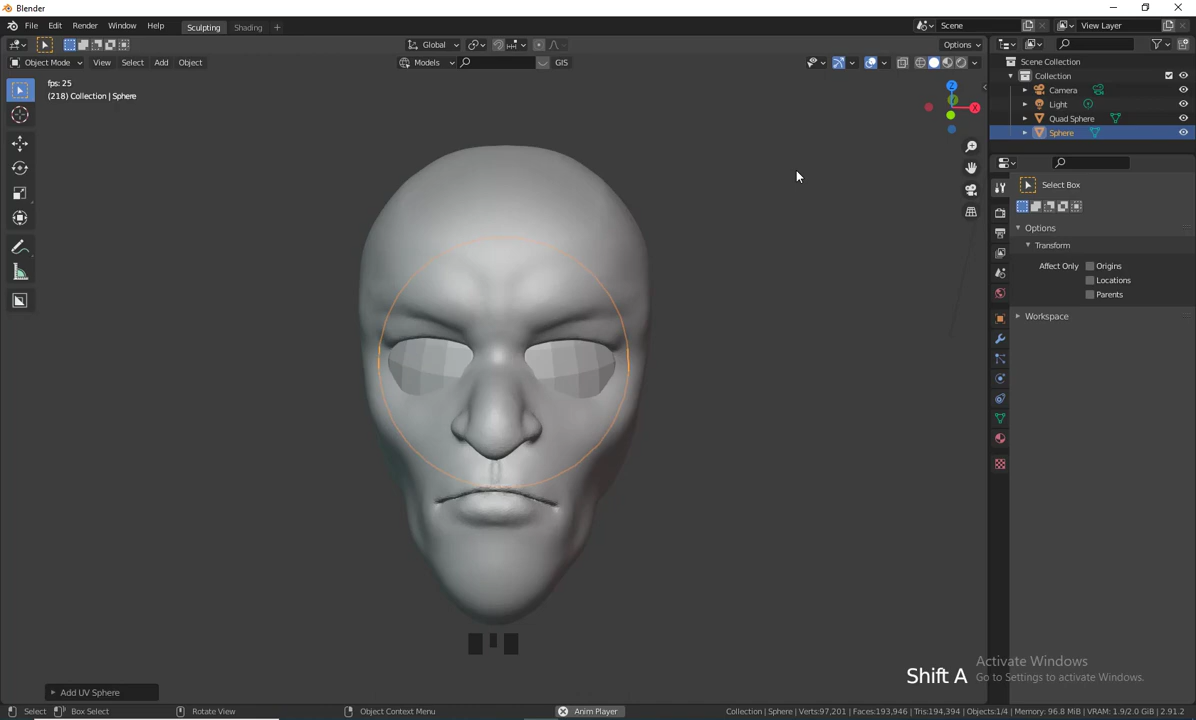 Blender
File Edit Render Window Help Sculpting Shading + Scene View Layer
Global Options
Object Mode View Select Add Object Models GIS
fps: 25
(218) Collection | Sphere
Z
X
Scene Collection
Collection
Camera
Light
Quad Sphere
Sphere
Select Box
Options
Transform
Affect Only Origins
Locations
Parents
Workspace
Add UV Sphere
Shift A
Activate Windows
Go to Settings to activate Windows.
Select Box Select Rotate View Object Context Menu Anim Player Collection | Sphere | Verts:97,201 | Faces:193,946 | Tris:194,394 | Objects:1/4 | Memory: 96.8 MiB | VRAM: 1.9/2.0 GiB | 2.91.2